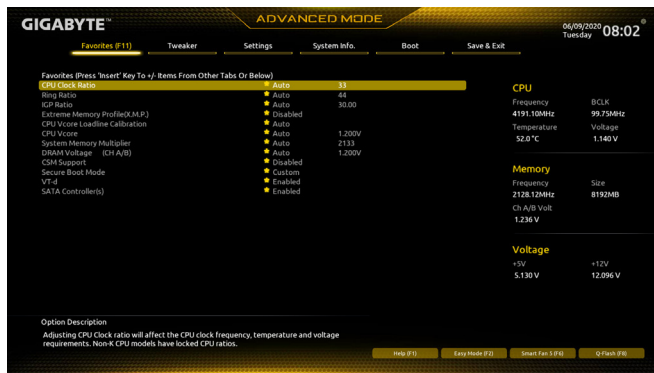 GIGABYTE™
ADVANCED MODE
06/09/2020
Tuesday
08:02
Favorites (F11) Tweaker Settings System Info. Boot Save & Exit
Favorites (Press 'Insert' Key To +/- Items From Other Tabs Or Below)
CPU Clock Ratio Auto 33
Ring Ratio Auto 44
IGP Ratio Auto 30.00
Extreme Memory Profile(X.M.P.) Disabled
CPU Vcore Loadline Calibration Auto
CPU Vcore Auto 1.200V
System Memory Multiplier Auto 2133
DRAM Voltage (CH A/B) Auto 1.200V
CSM Support Disabled
Secure Boot Mode Custom
VT-d Enabled
SATA Controller(s) Enabled
CPU
Frequency BCLK
4191.10MHz 99.75MHz
Temperature Voltage
52.0 °C 1.140 V
Memory
Frequency Size
2128.12MHz 8192MB
Ch A/B Volt
1.236 V
Voltage
+5V +12V
5.130 V 12.096 V
Option Description
Adjusting CPU Clock ratio will affect the CPU clock frequency, temperature and voltage
requirements. Non-K CPU models have locked CPU ratios.
Help (F1) Easy Mode (F2) Smart Fan 5 (F6) Q-Flash (F8)